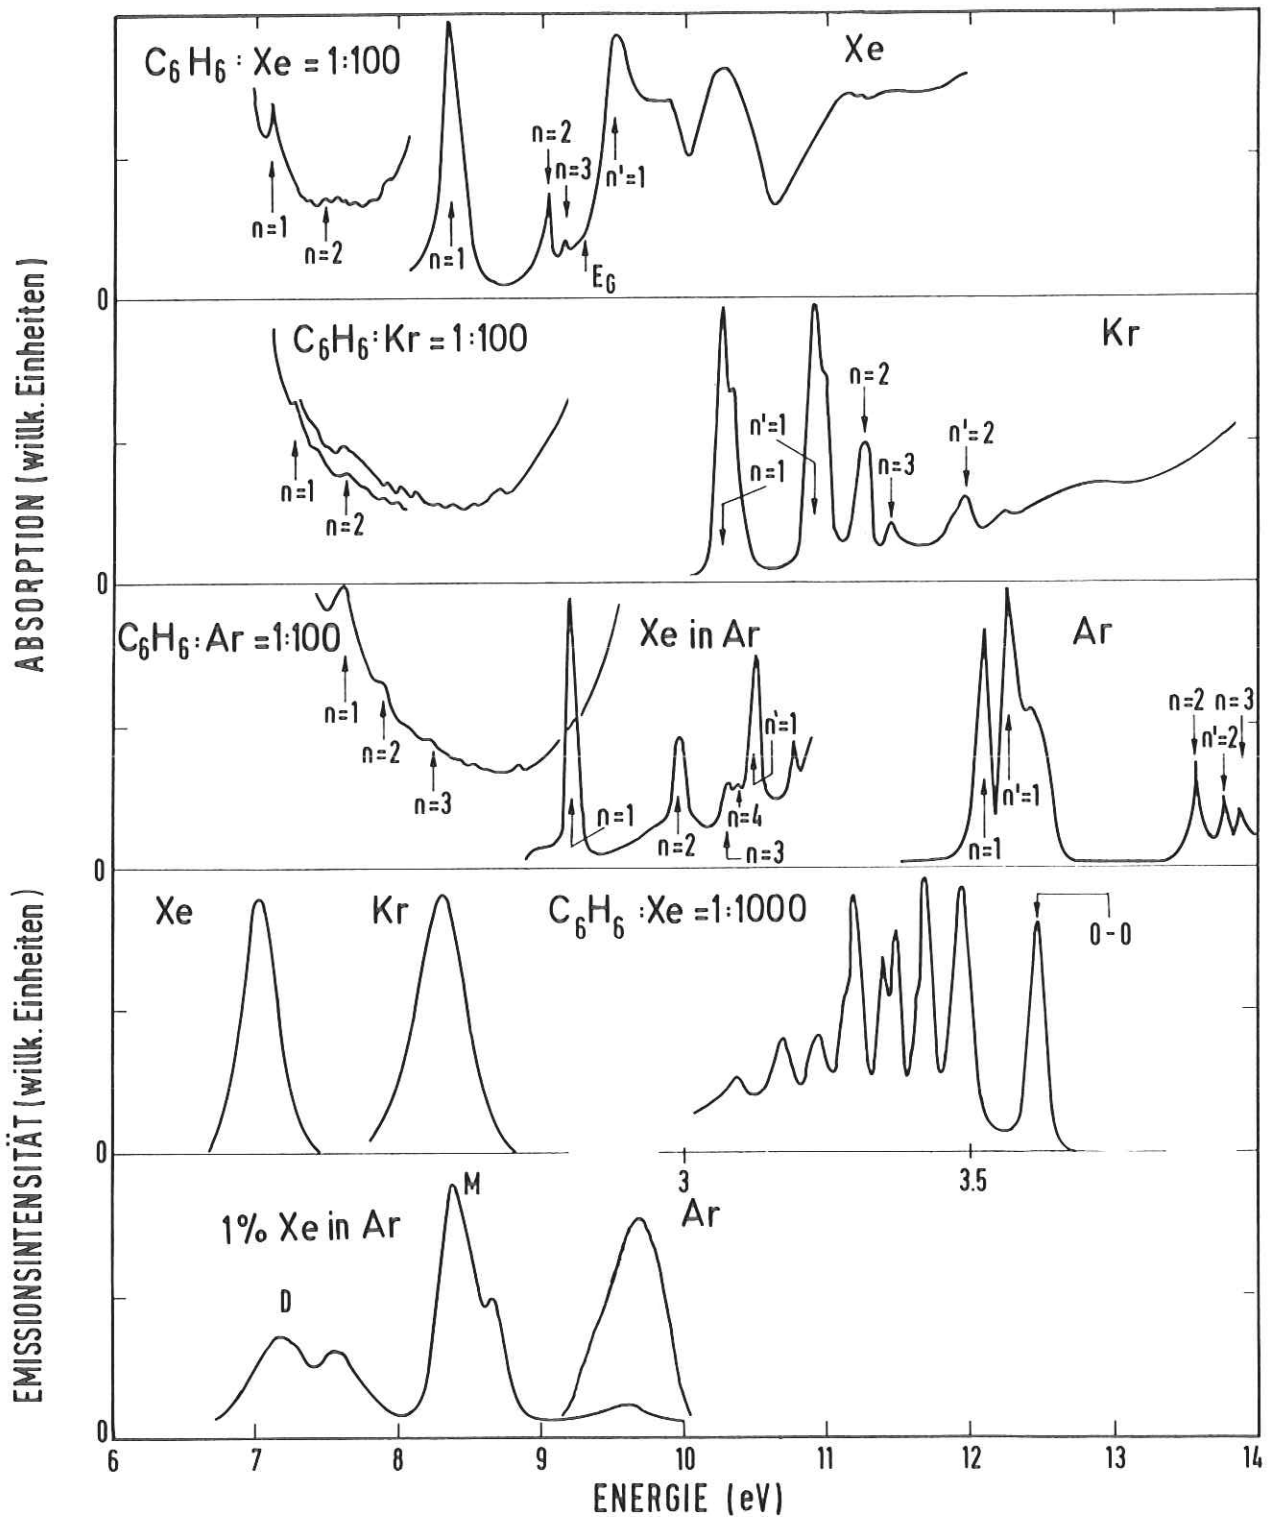 C6H6:Xe=1:100
Xe
n=2
n=3
n'=1
n=1
n=2
n=1
EG
0
C6H6:Kr=1:100
Kr
n=2
n'=1
n'=2
n=3
n=1
n=1
n=2
0
C6H6:Ar=1:100
Xe in Ar
Ar
n=1
n=2
n=3
n=1
n=2
n'=1
n=4
n=3
n=2
n=3
n'=2
n'=1
n=1
0
ABSORPTION (willk. Einheiten)
Xe
Kr
C6H6:Xe=1:1000
0-0
0
3
3.5
1% Xe in Ar
M
Ar
D
0
EMISSIONSINTENSITÄT (willk. Einheiten)
6 7 8 9 10 11 12 13 14
ENERGIE (eV)